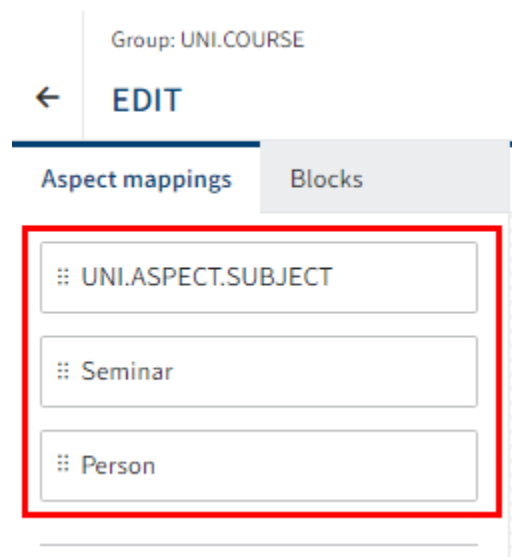 Group: UNI.COURSE
EDIT
Aspect mappings Blocks
UNI.ASPECT.SUBJECT
Seminar
Person